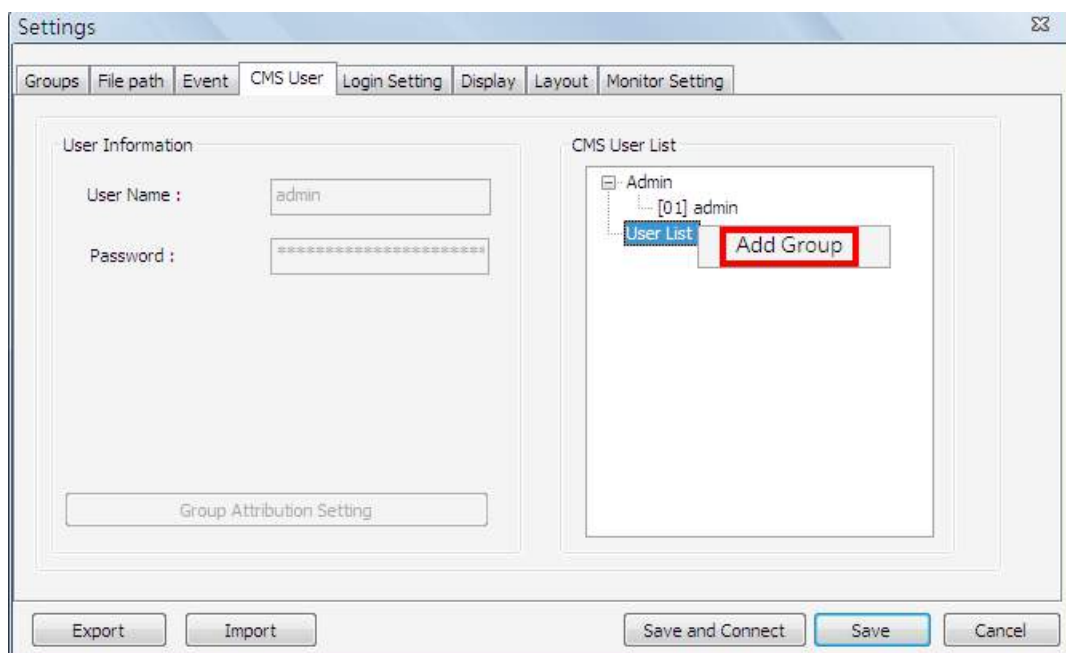 Settings
Groups File path Event CMS User Login Setting Display Layout Monitor Setting
User Information
User Name :
admin
Password :
**********************
Group Attribution Setting
CMS User List
Admin
[01] admin
User List
Add Group
Export Import Save and Connect Save Cancel